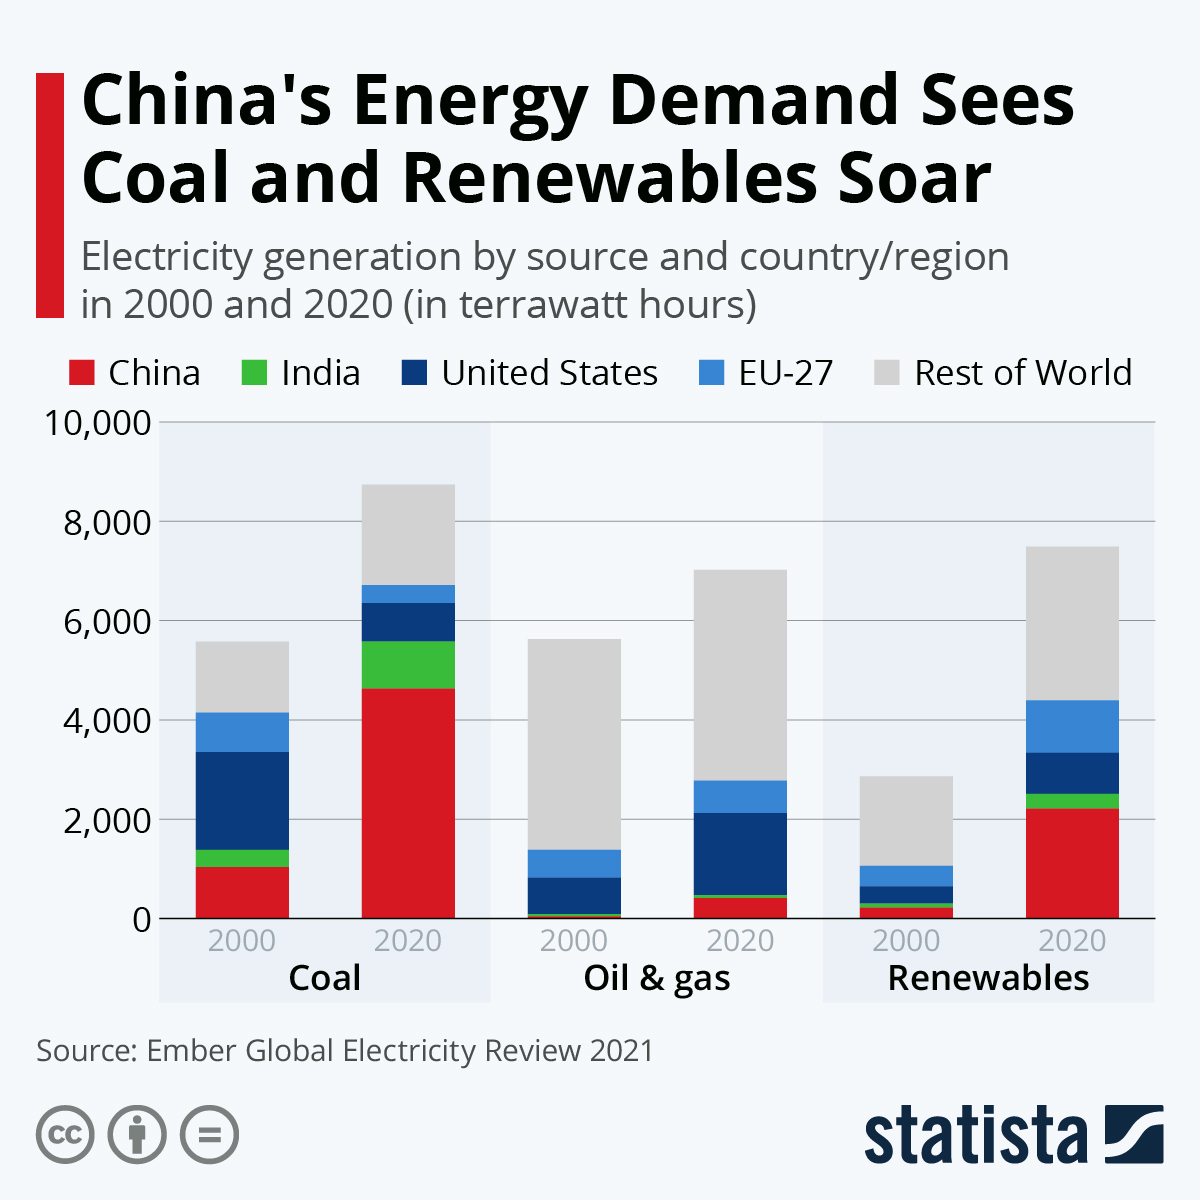 China's Energy Demand Sees
Coal and Renewables Soar
Electricity generation by source and country/region
in 2000 and 2020 (in terrawatt hours)
China India United States EU-27 Rest of World
10,000
8,000
6,000
4,000
2,000
0
2000 2020 2000 2020 2000 2020
Coal Oil & gas Renewables
Source: Ember Global Electricity Review 2021
cc =
statista